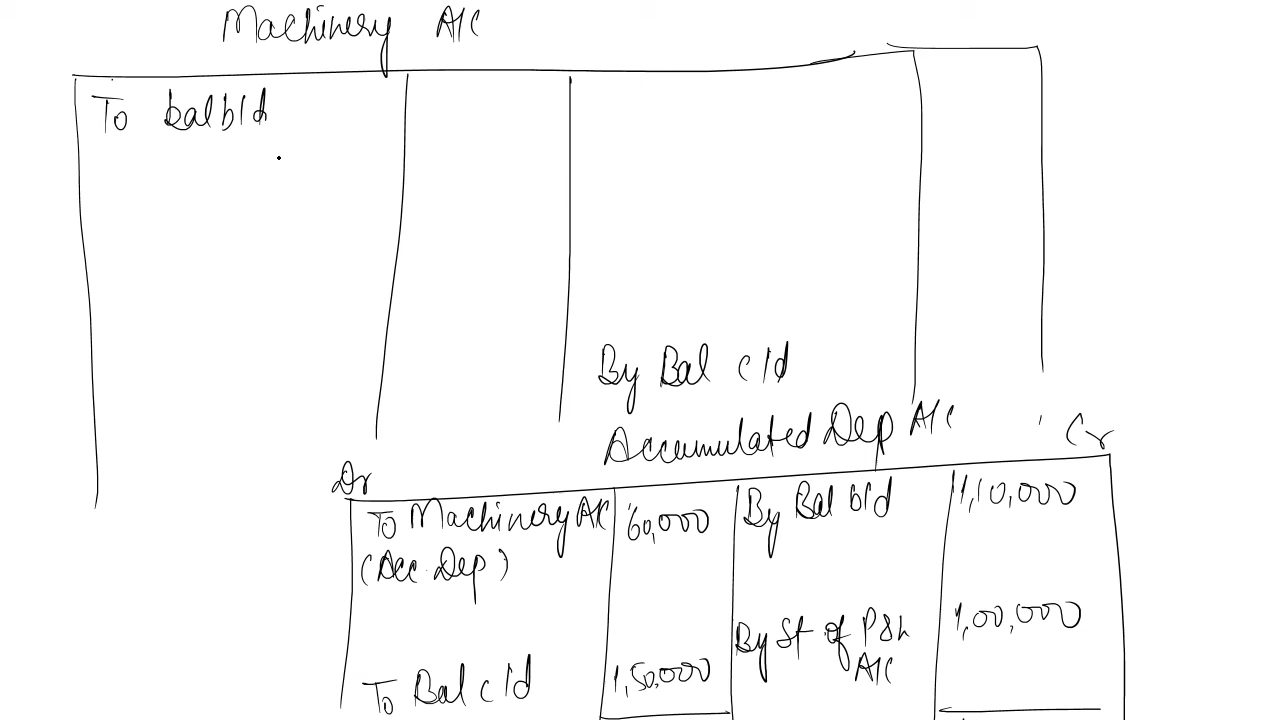 Machinery A/C
To bal b/d
By Bal c/d
Accumulated Dep A/C
Dr Cr
To Machinery A/C 60,000 By Bal b/d 1,10,000
(Acc. Dep)
By St of P&L 1,00,000
A/C
To Bal c/d 1,50,000